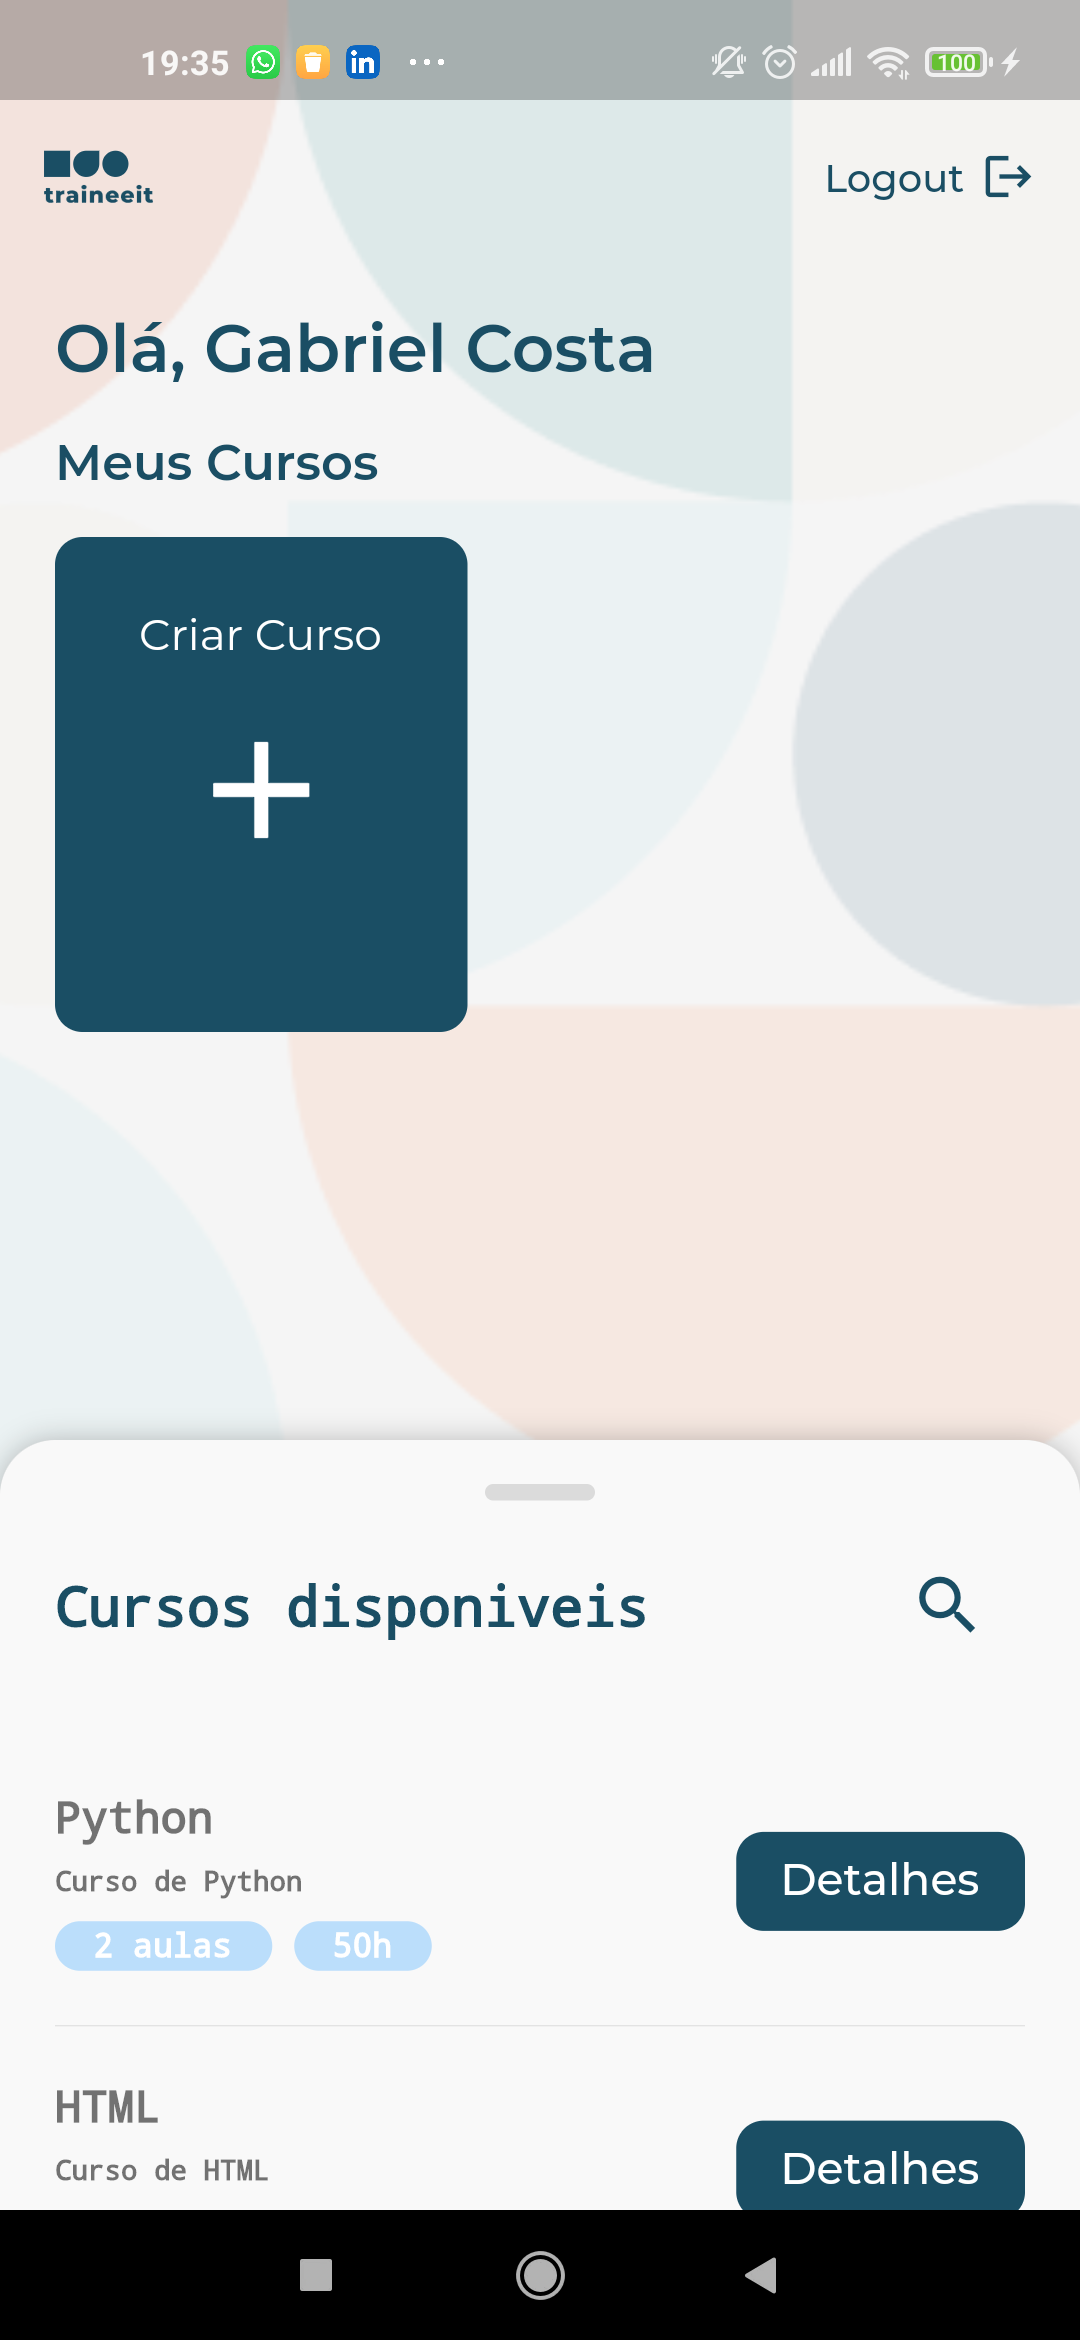 19:35
100
traineeit
Logout
Olá, Gabriel Costa
Meus Cursos
Criar Curso
Cursos disponiveis
Python
Curso de Python
Detalhes
2 aulas
50h
HTML
Curso de HTML
Detalhes